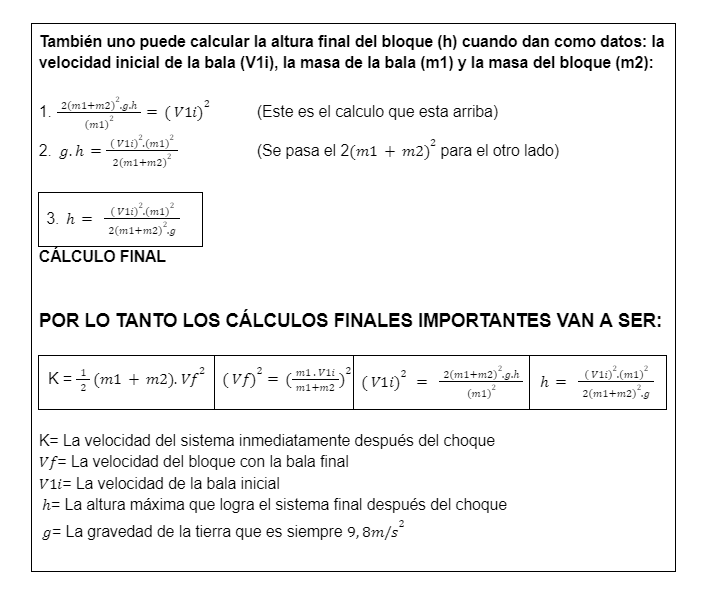 También uno puede calcular la altura final del bloque (h) cuando dan como datos: la
velocidad inicial de la bala (V1i), la masa de la bala (m1) y la masa del bloque (m2):
1. \frac{2(m1+m2)^2.g.h}{(m1)^2} = (V1i)^2 (Este es el calculo que esta arriba)
2. g.h = \frac{(V1i)^2.(m1)^2}{2(m1+m2)^2} (Se pasa el 2(m1 + m2)^2 para el otro lado)
3. h = \frac{(V1i)^2.(m1)^2}{2(m1+m2)^2.g}
CÁLCULO FINAL
POR LO TANTO LOS CÁLCULOS FINALES IMPORTANTES VAN A SER:
K = \frac{1}{2} (m1 + m2). Vf^2 (Vf)^2 = (\frac{m1.V1i}{m1+m2})^2 (V1i)^2 = \frac{2(m1+m2)^2.g.h}{(m1)^2} h = \frac{(V1i)^2.(m1)^2}{2(m1+m2)^2.g}
K= La velocidad del sistema inmediatamente después del choque
Vf= La velocidad del bloque con la bala final
V1i= La velocidad de la bala inicial
h= La altura máxima que logra el sistema final después del choque
g= La gravedad de la tierra que es siempre 9,8m/s^2